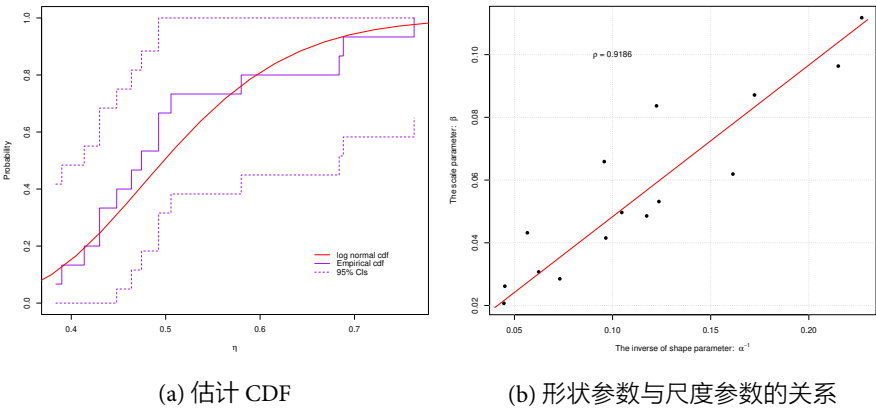 Probability
1.0
0.8
0.6
0.4
0.2
0.0
log normal cdf
Empirical cdf
95% CIs
0.4 0.5 0.6 0.7
η
(a) 估计 CDF
The scale parameter: β
0.10
0.08
0.06
0.04
0.02
ρ = 0.9186
0.05 0.10 0.15 0.20
The inverse of shape parameter: α⁻¹
(b) 形状参数与尺度参数的关系